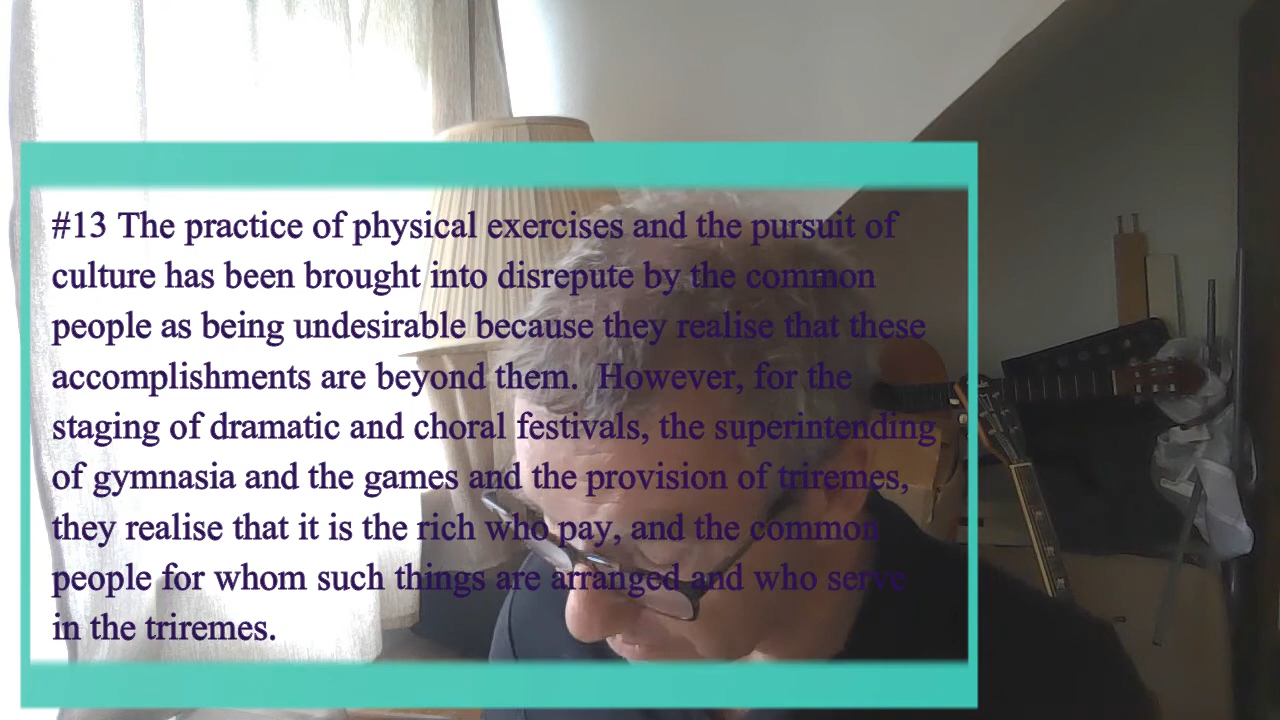 #13 The practice of physical exercises and the pursuit of
culture has been brought into disrepute by the common
people as being undesirable because they realise that these
accomplishments are beyond them.  However, for the
staging of dramatic and choral festivals, the superintending
of gymnasia and the games and the provision of triremes,
they realise that it is the rich who pay, and the common
people for whom such things are arranged and who serve
in the triremes.